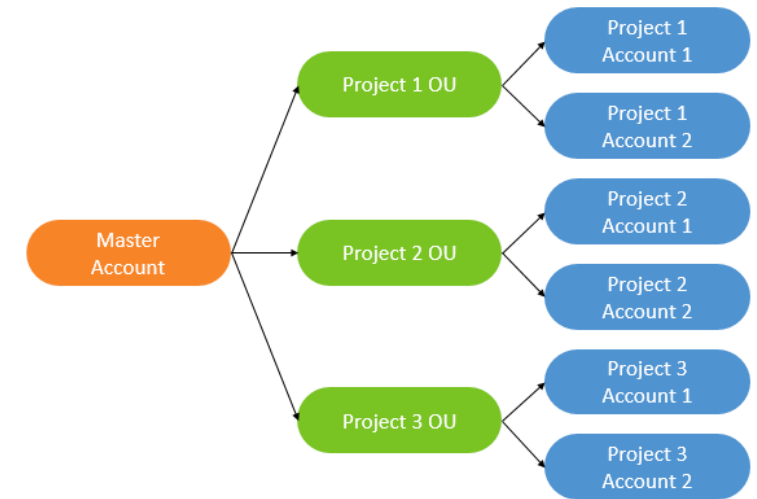 Master
Account
Project 1 OU
Project 2 OU
Project 3 OU
Project 1
Account 1
Project 1
Account 2
Project 2
Account 1
Project 2
Account 2
Project 3
Account 1
Project 3
Account 2